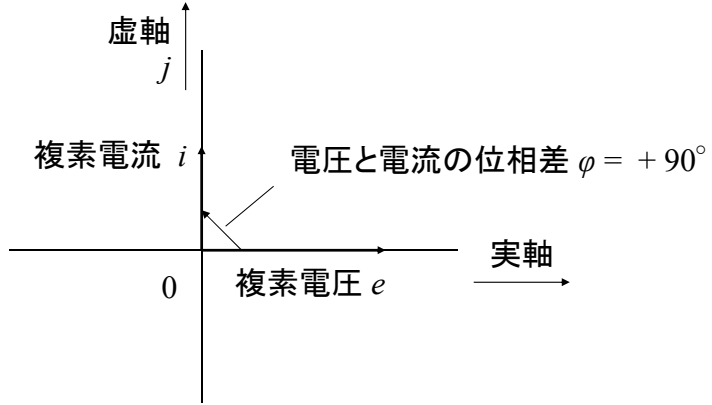 虚軸
j
複素電流 i
電圧と電流の位相差 φ = + 90°
実軸
0
複素電圧 e